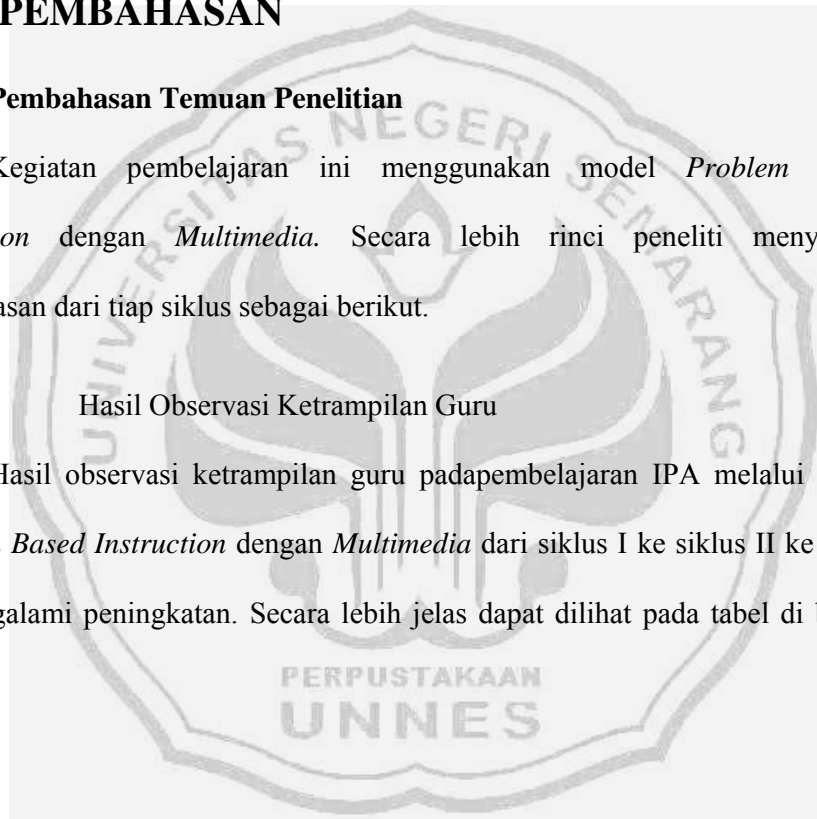 PEMBAHASAN
Pembahasan Temuan Penelitian
Kegiatan pembelajaran ini menggunakan model Problem
on dengan Multimedia. Secara lebih rinci peneliti meny
asan dari tiap siklus sebagai berikut.
Hasil Observasi Ketrampilan Guru
Hasil observasi ketrampilan guru padapembelajaran IPA melalui
Based Instruction dengan Multimedia dari siklus I ke siklus II ke
galami peningkatan. Secara lebih jelas dapat dilihat pada tabel di
UNIVERSITAS NEGERI SEMARANG
PERPUSTAKAAN
UNNES